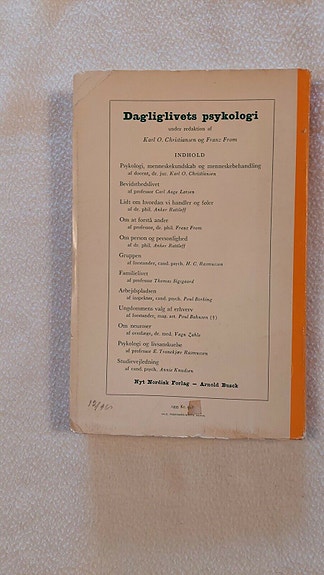 Dagliglivets psykologi
under redaktion af
Karl O. Christiansen og Franz From
INDHOLD
Psykologi, menneskekundskab og menneskebehandling
af docent, dr. jur. Karl O. Christiansen
Bevidsthedslivet
af professor Carl Aage Larsen
Lidt om hvordan vi handler og føler
af dr. phil. Anker Battleff
Om at forstå andre
af professor, dr. phil. Franz From
Om person og personlighed
af dr. phil. Anker Battleff
Gruppen
af forstander, cand. psych. H. C. Rasmussen
Familielivet
af professor Thomas Sigsgaard
Arbejdspladsen
af inspektør, cand. psych. Poul Bierking
Ungdommens valg af erhverv
af forstander, mag. art. Poul Bahnsen (†)
Om neuroser
af overlæge, dr. med. Vagn
Psykologi og livsanskuelse
af professor E. Tranekjær Rasmussen
Studievejledning
af cand. psych. Annie Knudsen
Nyt Nordisk Forlag – Arnold Busck